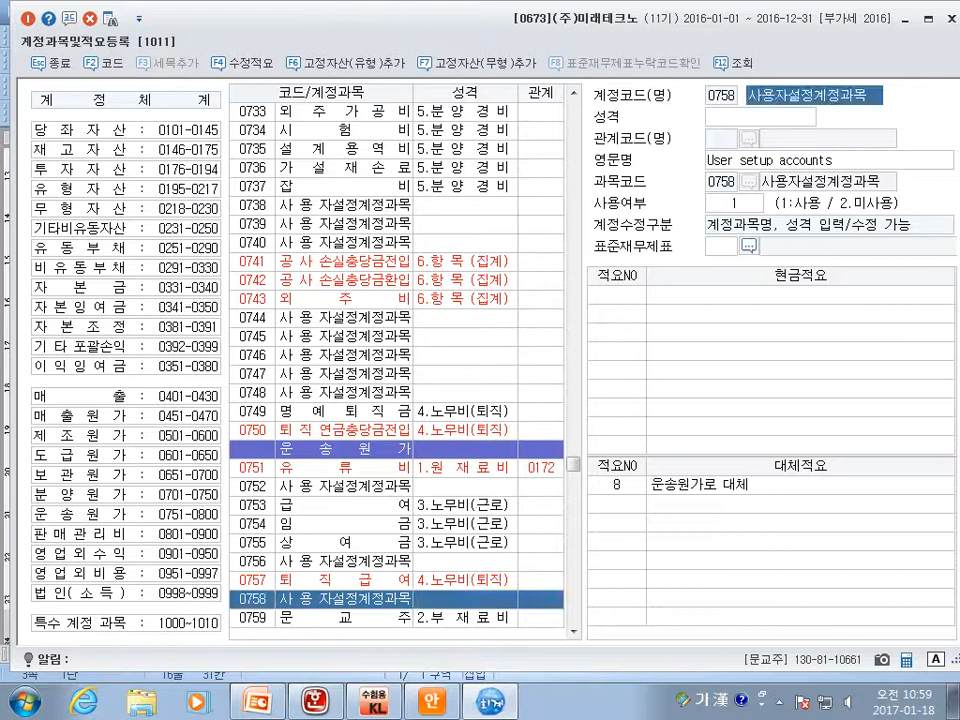 [0673](주)미래테크노 (11기) 2016-01-01 ~ 2016-12-31 [부가세 2016]
계정과목및적요등록 [1011]
Esc 종료 F2 코드 F3 세목추가 F4 수정적요 F6 고정자산(유형)추가 F7 고정자산(무형)추가 F8 표준재무제표누락코드확인 F12 조회
계 정 체 계
당 좌 자 산 : 0101-0145
재 고 자 산 : 0146-0175
투 자 자 산 : 0176-0194
유 형 자 산 : 0195-0217
무 형 자 산 : 0218-0230
기타비유동자산 : 0231-0250
유 동 부 채 : 0251-0290
비 유 동 부 채 : 0291-0330
자 본 금 : 0331-0340
자 본 잉 여 금 : 0341-0350
자 본 조 정 : 0381-0391
기 타 포괄손익 : 0392-0399
이 익 잉 여 금 : 0351-0380
매 출 : 0401-0430
매 출 원 가 : 0451-0470
제 조 원 가 : 0501-0600
도 급 원 가 : 0601-0650
보 관 원 가 : 0651-0700
분 양 원 가 : 0701-0750
운 송 원 가 : 0751-0800
판 매 관 리 비 : 0801-0900
영 업 외 수 익 : 0901-0950
영 업 외 비 용 : 0951-0997
법 인( 소 득 ) : 0998-0999
특수 계정 과목 : 1000~1010
코드/계정과목 성격 관계
0733 외 주 가 공 비 5.분 양 경 비
0734 시 험 비 5.분 양 경 비
0735 설 계 용 역 비 5.분 양 경 비
0736 가 설 재 손 료 5.분 양 경 비
0737 잡 비 5.분 양 경 비
0738 사 용 자설정계정과목
0739 사 용 자설정계정과목
0740 사 용 자설정계정과목
0741 공 사 손실충당금전입 6.항 목 (집계)
0742 공 사 손실충당금환입 6.항 목 (집계)
0743 외 주 비 6.항 목 (집계)
0744 사 용 자설정계정과목
0745 사 용 자설정계정과목
0746 사 용 자설정계정과목
0747 사 용 자설정계정과목
0748 사 용 자설정계정과목
0749 명 예 퇴 직 금 4.노무비(퇴직)
0750 퇴 직 연금충당금전입 4.노무비(퇴직)
운 송 원 가
0751 유 류 비 1.원 재 료 비 0172
0752 사 용 자설정계정과목
0753 급 여 3.노무비(근로)
0754 임 금 3.노무비(근로)
0755 상 여 금 3.노무비(근로)
0756 사 용 자설정계정과목
0757 퇴 직 급 여 4.노무비(퇴직)
0758 사 용 자설정계정과목
0759 문 교 주 2.부 재 료 비
계정코드(명) 0758 사용자설정계정과목
성격
관계코드(명)
영문명 User setup accounts
과목코드 0758 사용자설정계정과목
사용여부 1 (1:사용 / 2.미사용)
계정수정구분 계정과목명, 성격 입력/수정 가능
표준재무제표
적요NO 현금적요
적요NO 대체적요
8 운송원가로 대체
알림 :
[문교주] 130-81-10661 A
수험용 KL 안 가 漢
오전 10:59
2017-01-18